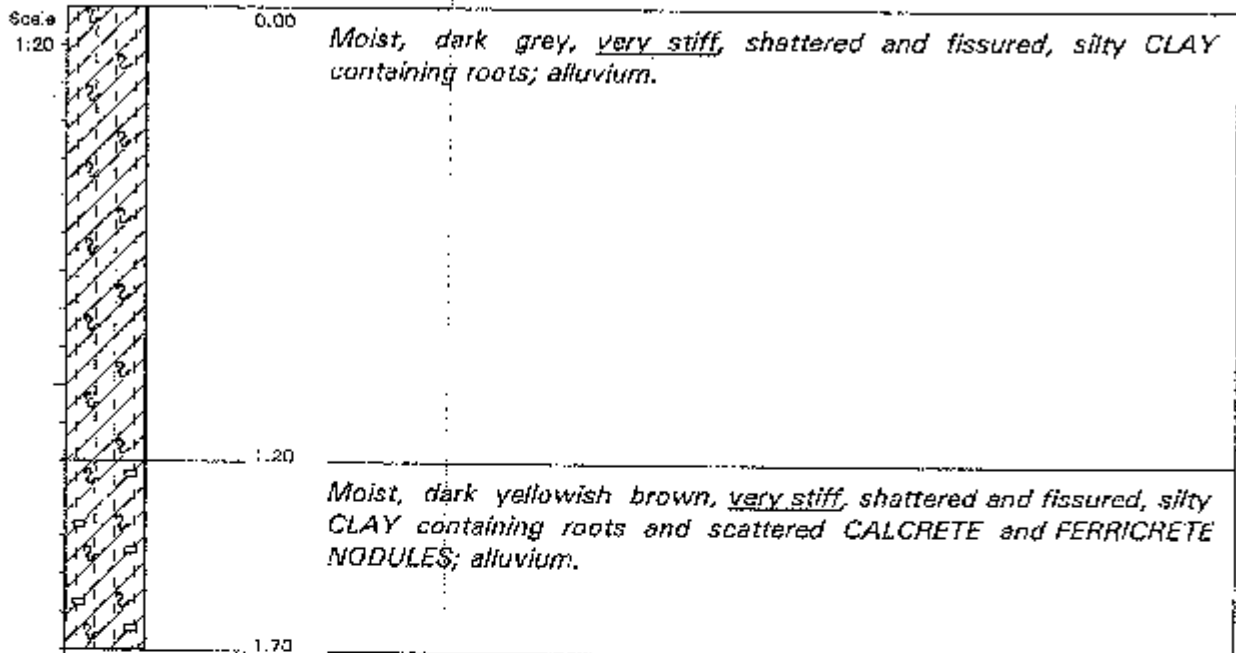 Scale
1:20
0.00
Moist, dark grey, very stiff, shattered and fissured, silty CLAY
containing roots; alluvium.
1.20
Moist, dark yellowish brown, very stiff, shattered and fissured, silty
CLAY containing roots and scattered CALCRETE and FERRICRETE
NODULES; alluvium.
1.70